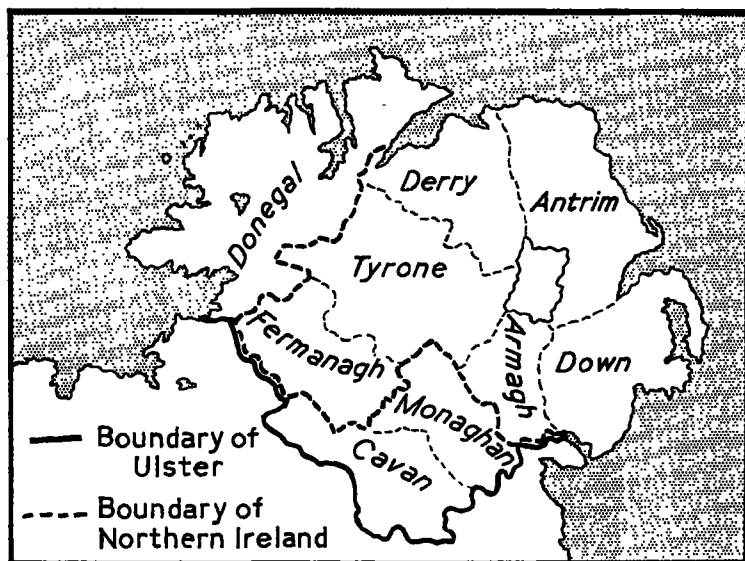 Derry
Antrim
Donegal
Tyrone
Fermanagh
Armagh
Down
Monaghan
Cavan
Boundary of
Ulster
Boundary of
Northern Ireland